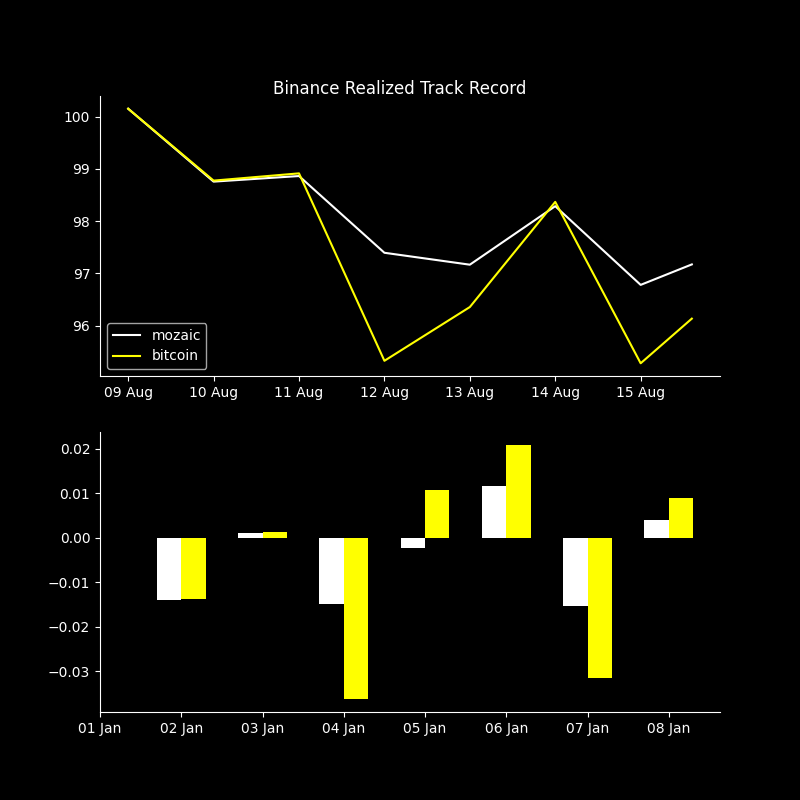 Binance Realized Track Record
100
99
98
97
96
mozaic
bitcoin
09 Aug 10 Aug 11 Aug 12 Aug 13 Aug 14 Aug 15 Aug
0.02
0.01
0.00
−0.01
−0.02
−0.03
01 Jan 02 Jan 03 Jan 04 Jan 05 Jan 06 Jan 07 Jan 08 Jan